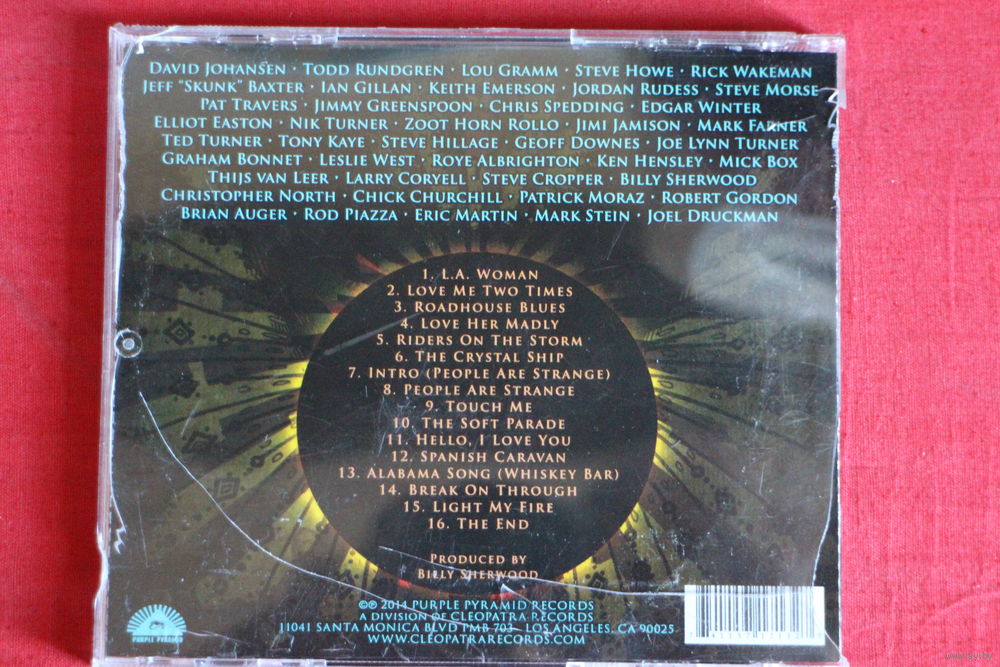 DAVID JOHANSEN · TODD RUNDGREN · LOU GRAMM · STEVE HOWE · RICK WAKEMAN
JEFF "SKUNK" BAXTER · IAN GILLAN · KEITH EMERSON · JORDAN RUDESS · STEVE MORSE
PAT TRAVERS · JIMMY GREENSPOON · CHRIS SPEDDING · EDGAR WINTER
ELLIOT EASTON · NIK TURNER · ZOOT HORN ROLLO · JIMI JAMISON · MARK FARNER
TED TURNER · TONY KAYE · STEVE HILLAGE · GEOFF DOWNES · JOE LYNN TURNER
GRAHAM BONNET · LESLIE WEST · ROYE ALBRIGHTON · KEN HENSLEY · MICK BOX
THIJS VAN LEER · LARRY CORYELL · STEVE CROPPER · BILLY SHERWOOD
CHRISTOPHER NORTH · CHICK CHURCHILL · PATRICK MORAZ · ROBERT GORDON
BRIAN AUGER · ROD PIAZZA · ERIC MARTIN · MARK STEIN · JOEL DRUCKMAN
1. L.A. WOMAN
2. LOVE ME TWO TIMES
3. ROADHOUSE BLUES
4. LOVE HER MADLY
5. RIDERS ON THE STORM
6. THE CRYSTAL SHIP
7. INTRO (PEOPLE ARE STRANGE)
8. PEOPLE ARE STRANGE
9. TOUCH ME
10. THE SOFT PARADE
11. HELLO, I LOVE YOU
12. SPANISH CARAVAN
13. ALABAMA SONG (WHISKEY BAR)
14. BREAK ON THROUGH
15. LIGHT MY FIRE
16. THE END
PRODUCED BY
BILLY SHERWOOD
©℗ 2014 PURPLE PYRAMID RECORDS
A DIVISION OF CLEOPATRA RECORDS
11041 SANTA MONICA BLVD PMB 703 – LOS ANGELES, CA 90025
WWW.CLEOPATRARECORDS.COM
PURPLE PYRAMID